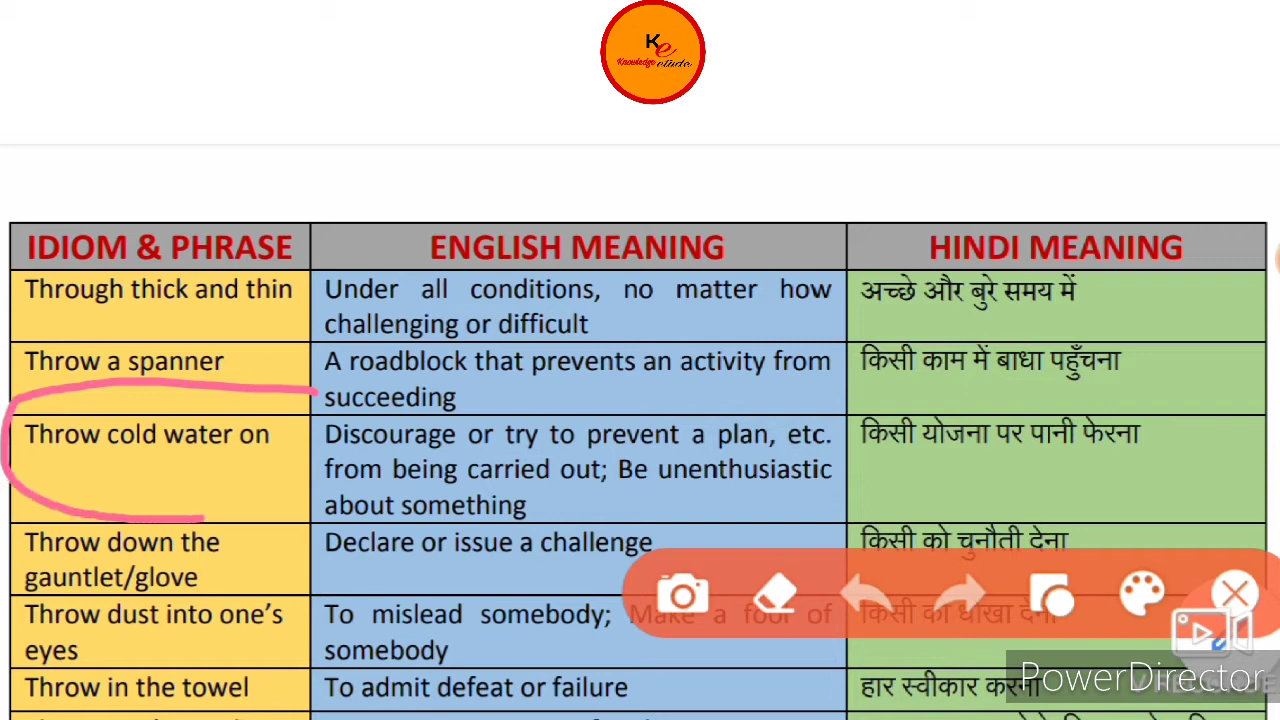 Ke
Knowledge
IDIOM & PHRASE ENGLISH MEANING HINDI MEANING
Through thick and thin
Under all conditions, no matter how
challenging or difficult
अच्छे और बुरे समय में
Throw a spanner
A roadblock that prevents an activity from
succeeding
किसी काम में बाधा पहुँचना
Throw cold water on
Discourage or try to prevent a plan, etc.
from being carried out; Be unenthusiastic
about something
किसी योजना पर पानी फेरना
Throw down the
gauntlet/glove
Declare or issue a challenge
किसी को चुनौती देना
Throw dust into one’s
eyes
To mislead somebody; Make a fool of
somebody
किसी को धोखा देना
Throw in the towel
To admit defeat or failure
हार स्वीकार करना
PowerDirector